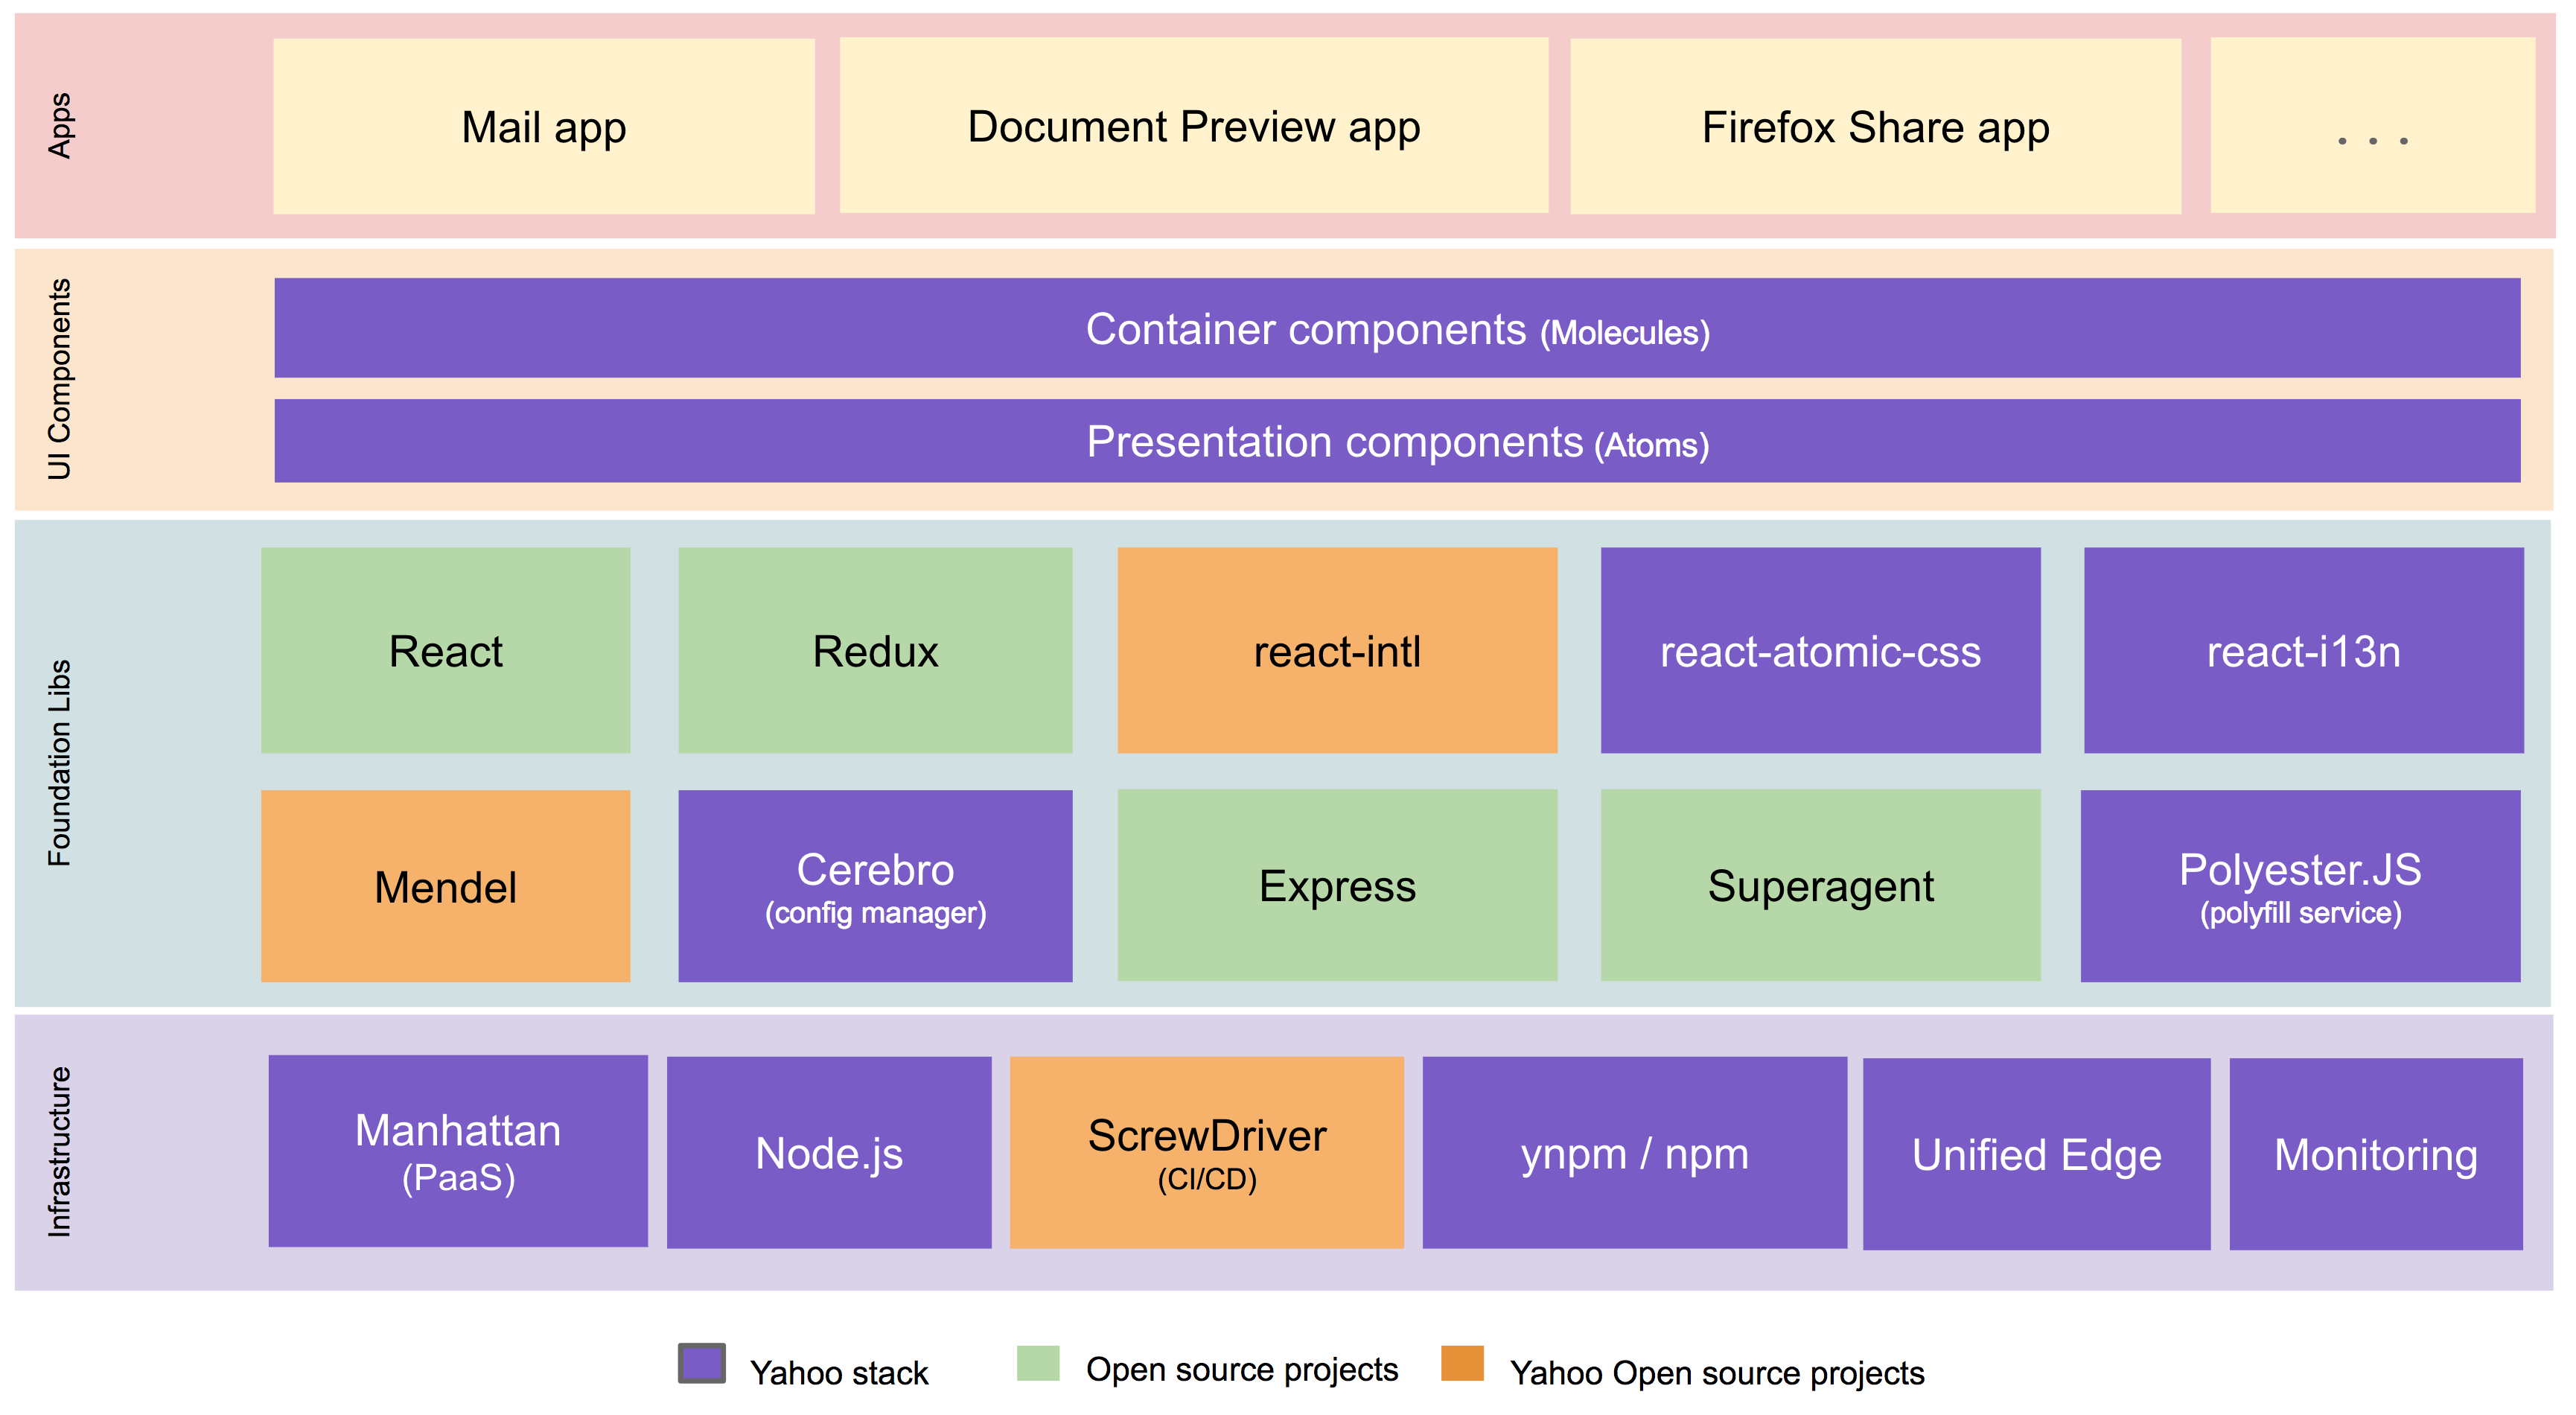 Apps
Mail app
Document Preview app
Firefox Share app
. . .
UI Components
Container components (Molecules)
Presentation components (Atoms)
Foundation Libs
React
Redux
react-intl
react-atomic-css
react-i13n
Mendel
Cerebro
(config manager)
Express
Superagent
Polyester.JS
(polyfill service)
Infrastructure
Manhattan
(PaaS)
Node.js
ScrewDriver
(CI/CD)
ynpm / npm
Unified Edge
Monitoring
Yahoo stack
Open source projects
Yahoo Open source projects